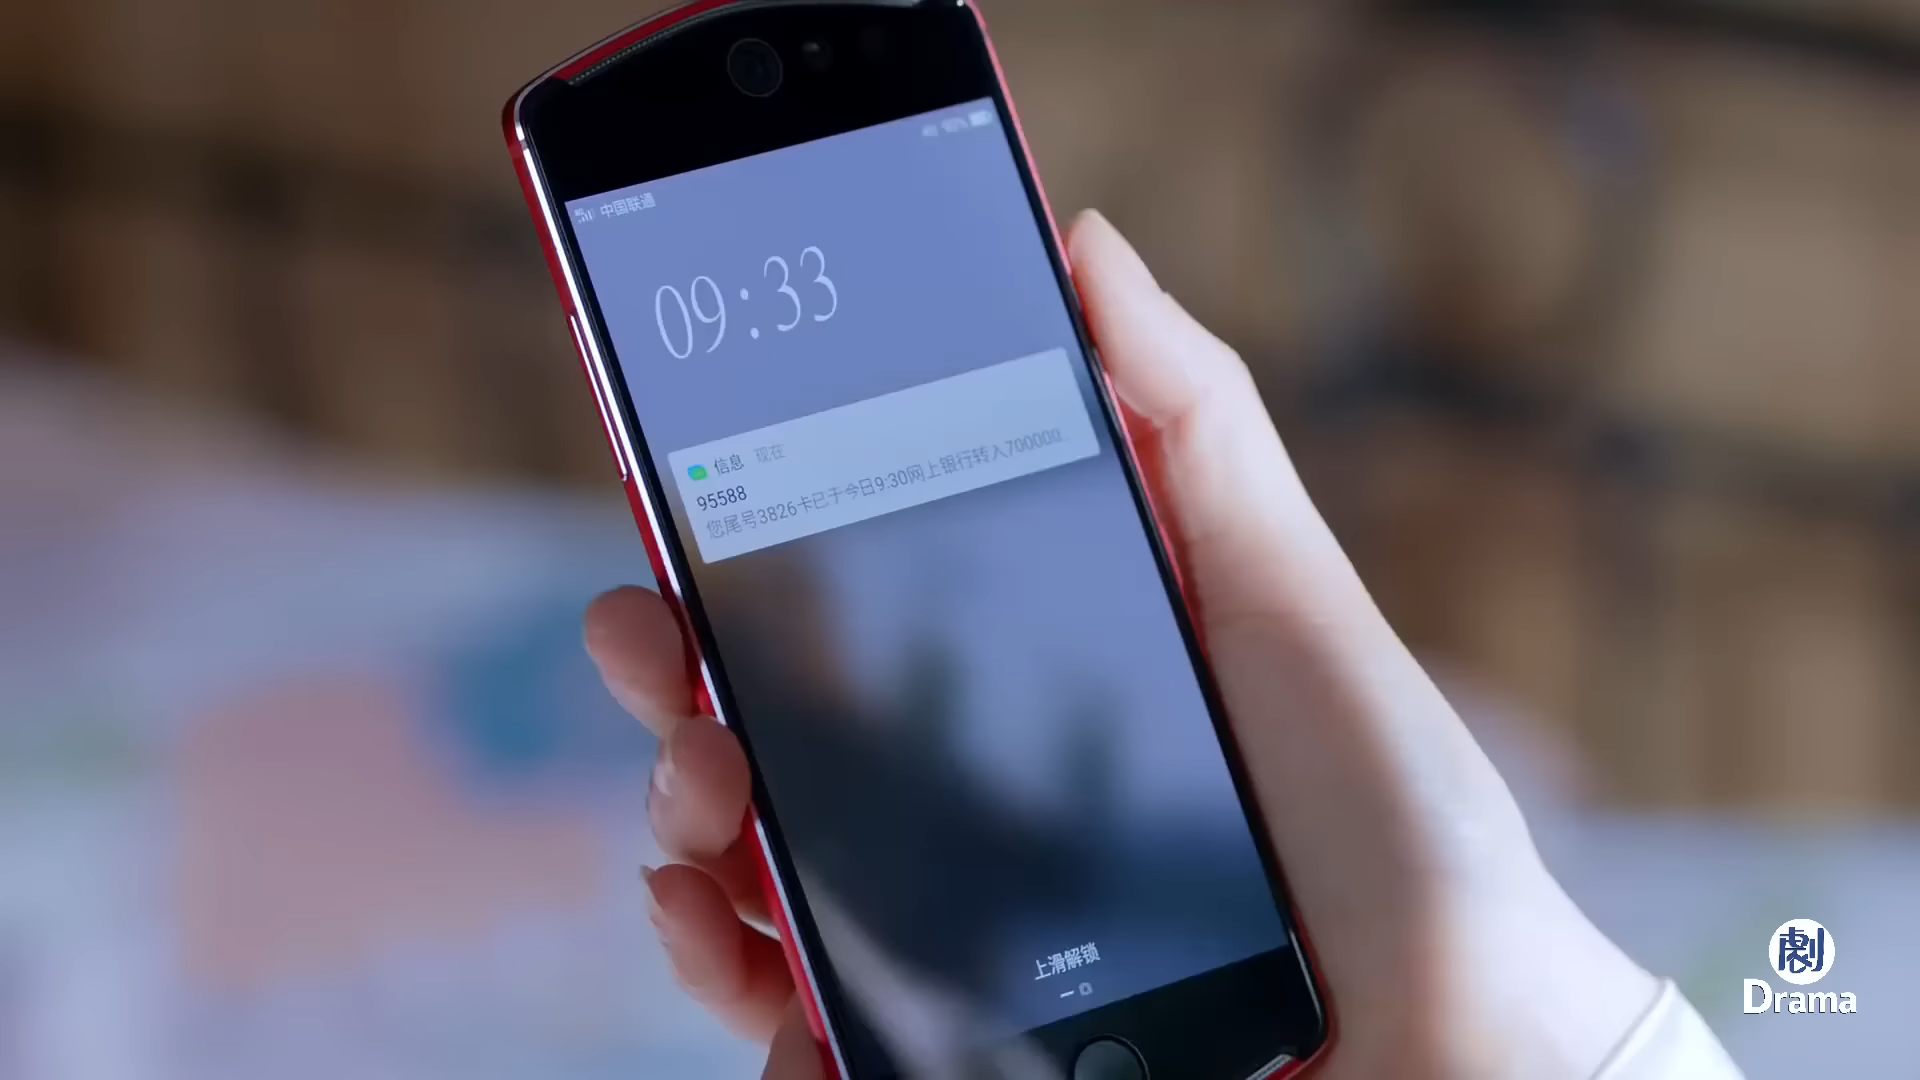 中国联通
09:33
信息 现在
95588
您尾号3826卡已于今日9:30网上银行转入700000
上滑解锁
劇
Drama